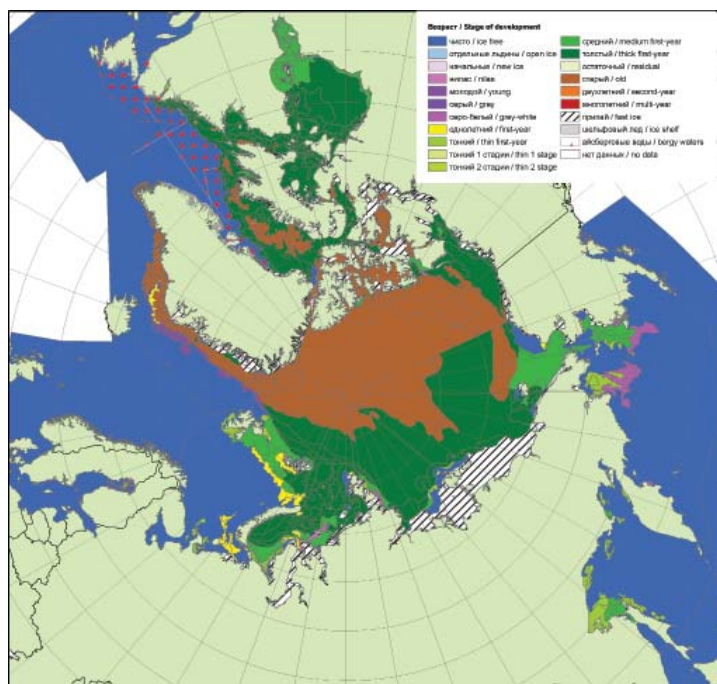 Возраст / Stage of development
чисто / ice free
отдельные льдины / open ice
начальные / new ice
нилас / nilas
молодой / young
серый / grey
серо-белый / grey-white
однолетний / first-year
тонкий / thin first-year
тонкий 1 стадии / thin 1 stage
тонкий 2 стадии / thin 2 stage
средний / medium first-year
толстый / thick first-year
остаточный / residual
старый / old
двухлетний / second-year
многолетний / multi-year
припай / fast ice
шельфовый лед / ice shelf
айсберговые воды / bergy waters
нет данных / no data